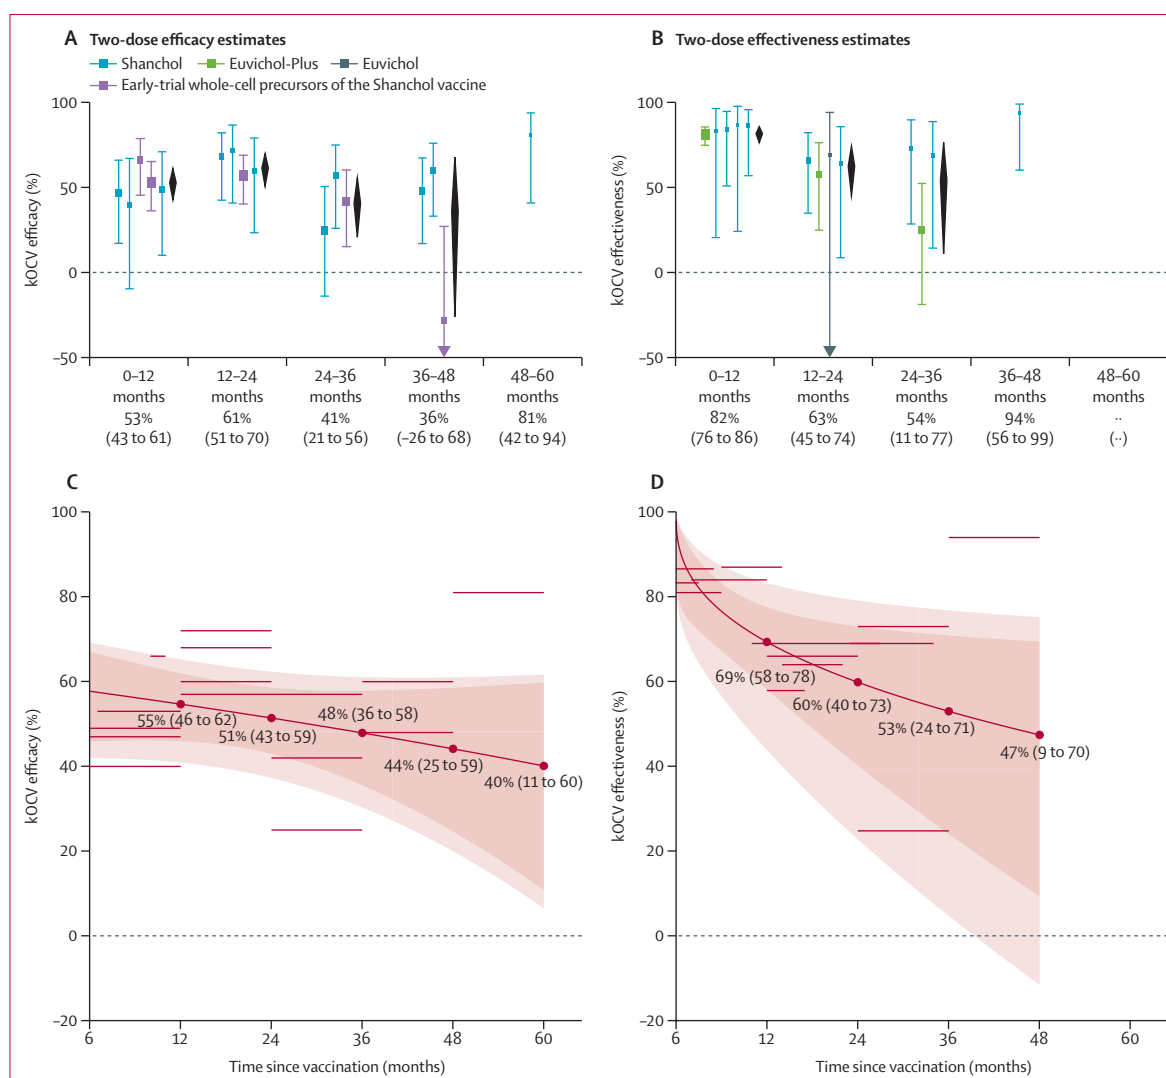 A Two-dose efficacy estimates
Shanchol Euvichol-Plus Euvichol
Early-trial whole-cell precursors of the Shanchol vaccine
100
50
0
–50
kOCV efficacy (%)
0–12 months 53% (43 to 61)
12–24 months 61% (51 to 70)
24–36 months 41% (21 to 56)
36–48 months 36% (–26 to 68)
48–60 months 81% (42 to 94)
B Two-dose effectiveness estimates
100
50
0
–50
kOCV effectiveness (%)
0–12 months 82% (76 to 86)
12–24 months 63% (45 to 74)
24–36 months 54% (11 to 77)
36–48 months 94% (56 to 99)
48–60 months ·· (··)
C
100
80
60
40
20
0
–20
kOCV efficacy (%)
55% (46 to 62)
51% (43 to 59)
48% (36 to 58)
44% (25 to 59)
40% (11 to 60)
6 12 24 36 48 60
Time since vaccination (months)
D
100
80
60
40
20
0
–20
kOCV effectiveness (%)
69% (58 to 78)
60% (40 to 73)
53% (24 to 71)
47% (9 to 70)
6 12 24 36 48 60
Time since vaccination (months)